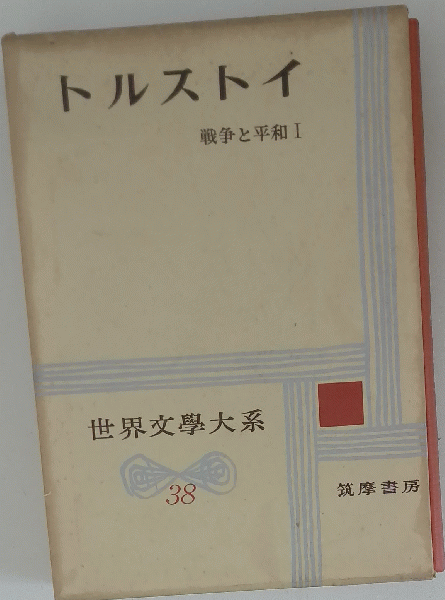 トルストイ
戦争と平和 I
世界文學大系
38
筑摩書房